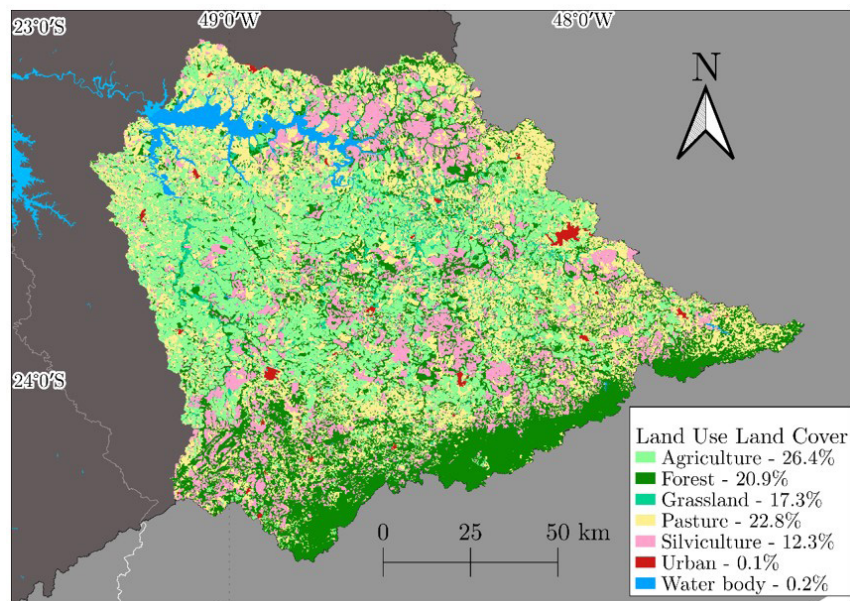 23°0′S
49°0′W
48°0′W
N
24°0′S
Land Use Land Cover
Agriculture - 26.4%
Forest - 20.9%
Grassland - 17.3%
Pasture - 22.8%
Silviculture - 12.3%
Urban - 0.1%
Water body - 0.2%
0 25 50 km